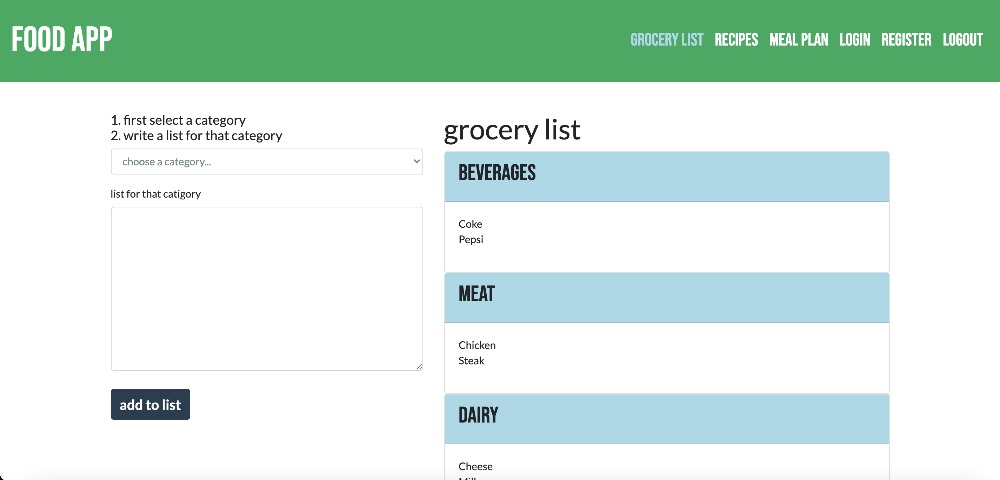 FOOD APP
GROCERY LIST RECIPES MEAL PLAN LOGIN REGISTER LOGOUT
1. first select a category
2. write a list for that category
choose a category...
list for that catigory
add to list
grocery list
BEVERAGES
Coke
Pepsi
MEAT
Chicken
Steak
DAIRY
Cheese